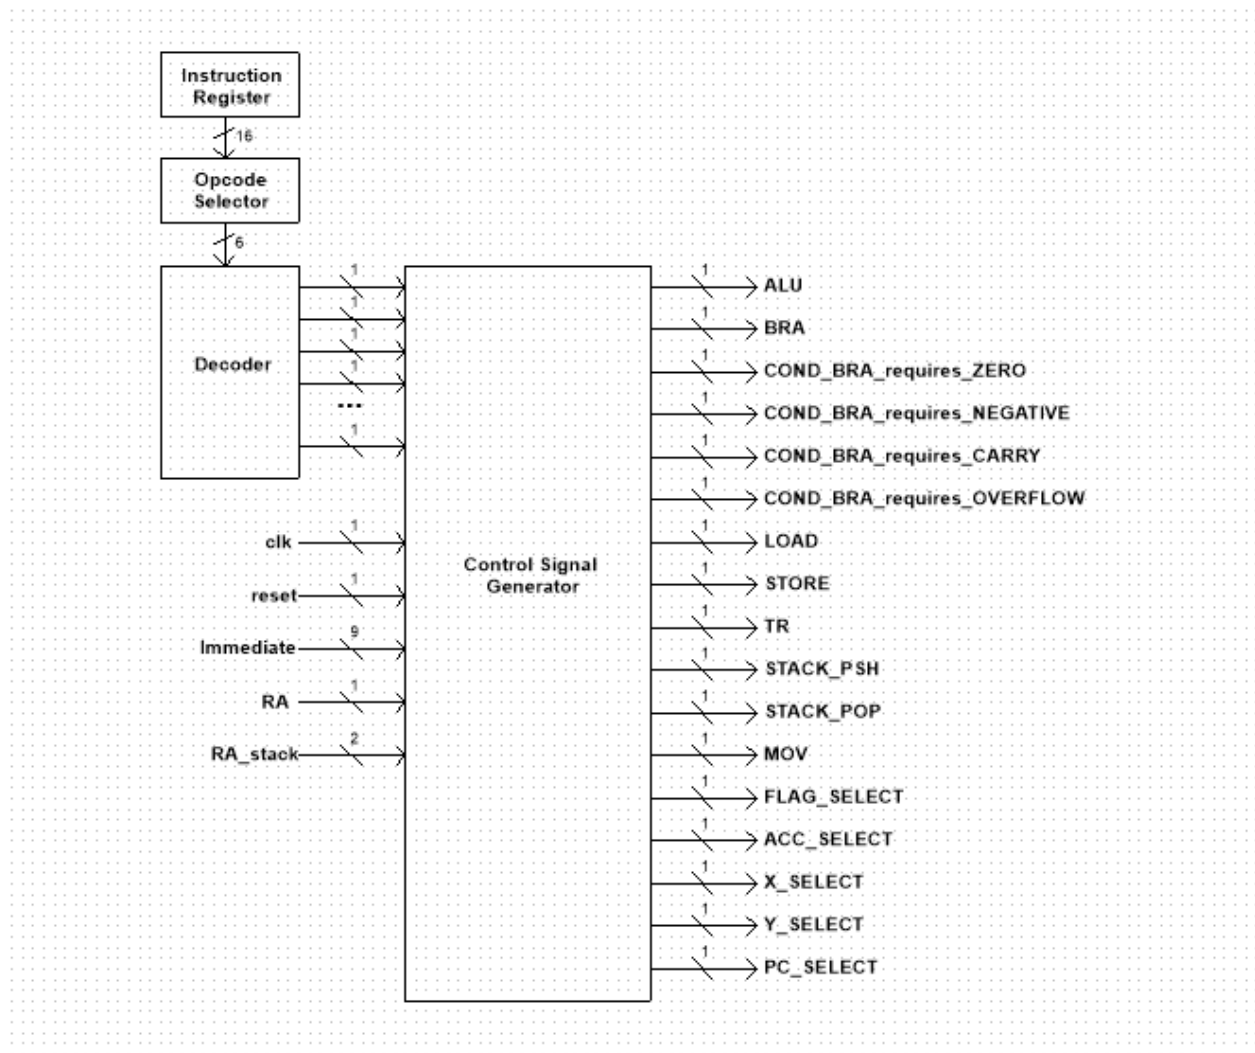 Instruction
Register
16
Opcode
Selector
6
Decoder
1
1
1
1
...
1
clk
1
reset
1
Immediate
9
RA
1
RA_stack
2
Control Signal
Generator
1
ALU
1
BRA
1
COND_BRA_requires_ZERO
1
COND_BRA_requires_NEGATIVE
1
COND_BRA_requires_CARRY
1
COND_BRA_requires_OVERFLOW
1
LOAD
1
STORE
1
TR
1
STACK_PSH
1
STACK_POP
1
MOV
1
FLAG_SELECT
1
ACC_SELECT
1
X_SELECT
1
Y_SELECT
1
PC_SELECT